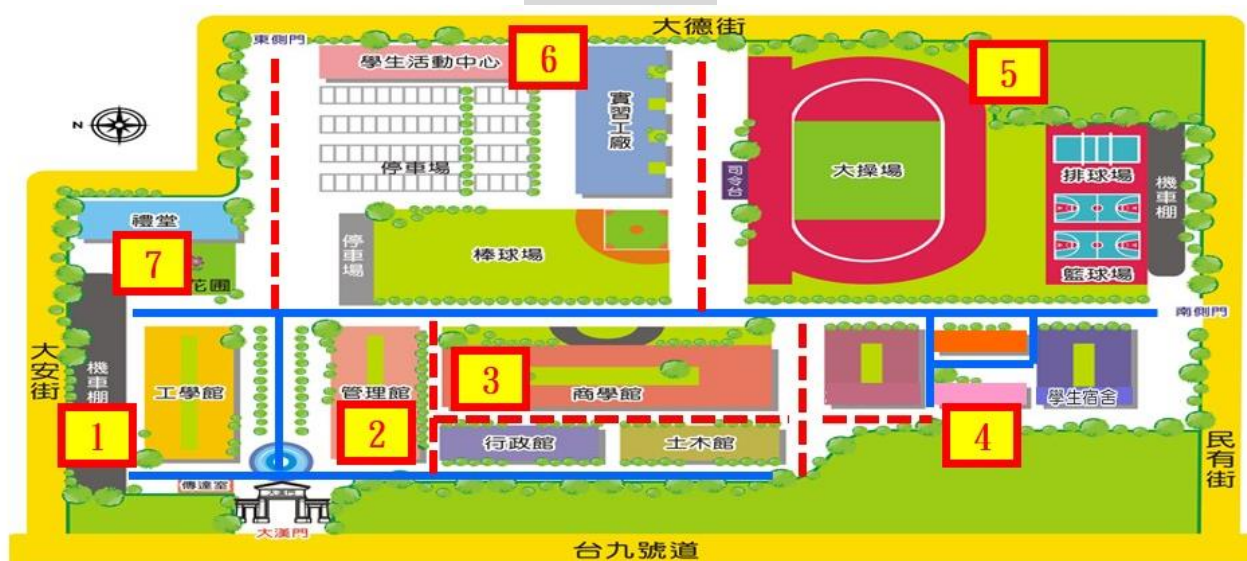 大德街
東側門
學生活動中心
6
5
實習工廠
N
停車場
司令台
大操場
排球場
機車棚
禮堂
停車場
棒球場
7
花圃
籃球場
南側門
大安街
機車棚
工學館
管理館
3
商學館
學生宿舍
1
2
行政館
土木館
4
民有街
傳達室
大漢門
台九號道